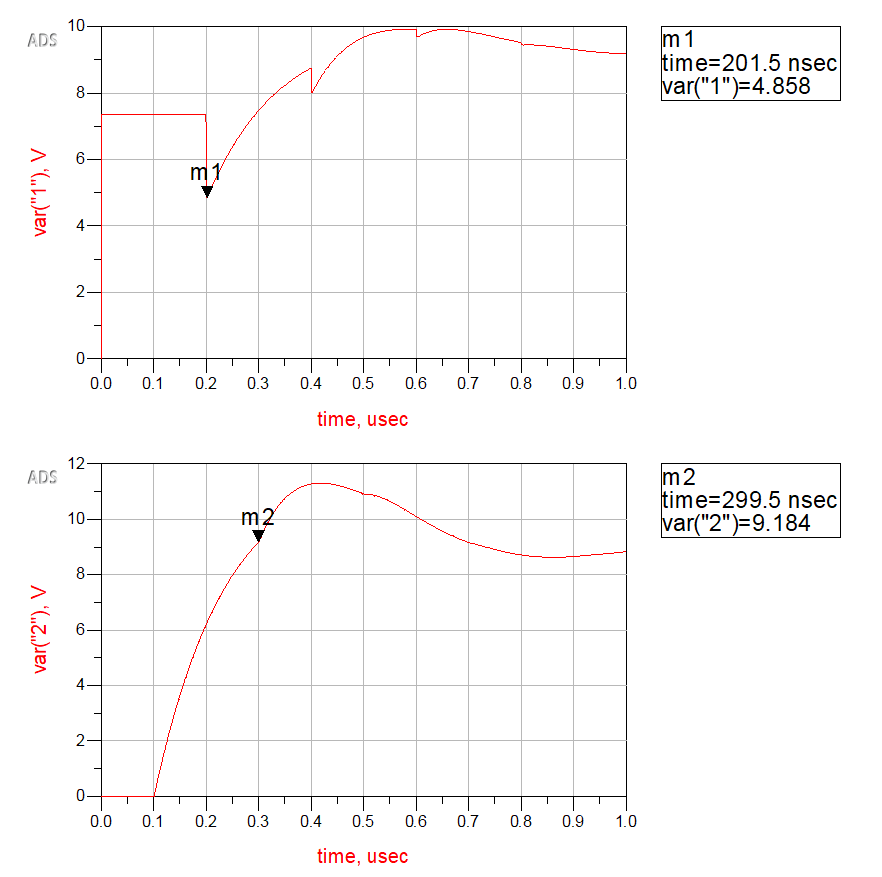 ADS
10
8
6
4
2
0
var("1"), V
m1
0.0 0.1 0.2 0.3 0.4 0.5 0.6 0.7 0.8 0.9 1.0
time, usec
m1
time=201.5 nsec
var("1")=4.858
ADS
12
10
8
6
4
2
0
var("2"), V
m2
0.0 0.1 0.2 0.3 0.4 0.5 0.6 0.7 0.8 0.9 1.0
time, usec
m2
time=299.5 nsec
var("2")=9.184